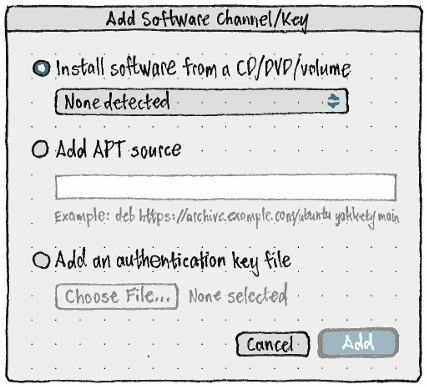 Add Software Channel/Key
Install software from a CD/DVD/volume
None detected
Add APT source
Example: deb https://archive.example.com/ubuntu yakkety main
Add an authentication key file
Choose File... None selected
Cancel Add